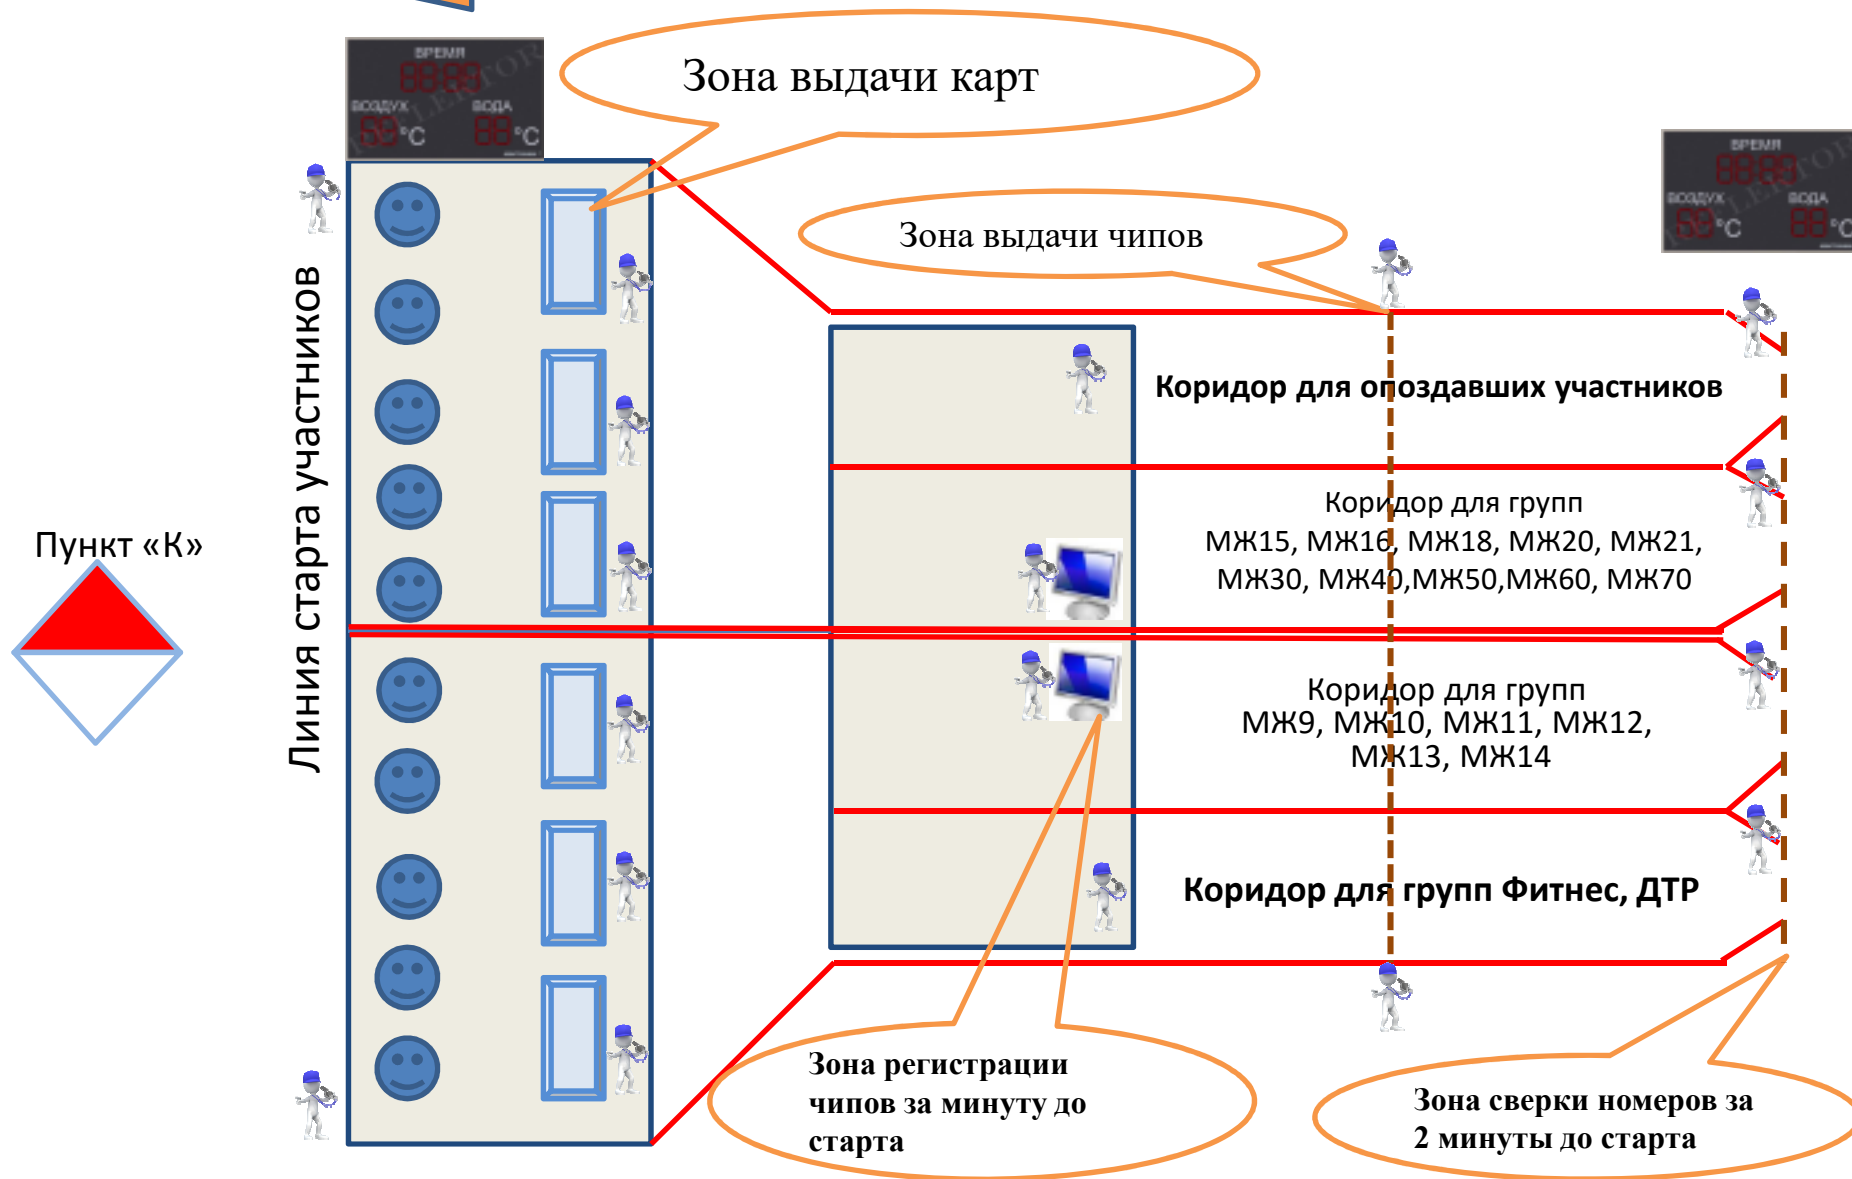 ВРЕМЯ
ВОЗДУХ ВОДА
°C °C
Зона выдачи карт
ВРЕМЯ
ВОЗДУХ ВОДА
°C °C
Зона выдачи чипов
Линия старта участников
Пункт «К»
Коридор для опоздавших участников
Коридор для групп
МЖ15, МЖ16, МЖ18, МЖ20, МЖ21,
МЖ30, МЖ40,МЖ50,МЖ60, МЖ70
Коридор для групп
МЖ9, МЖ10, МЖ11, МЖ12,
МЖ13, МЖ14
Коридор для групп Фитнес, ДТР
Зона регистрации
чипов за минуту до
старта
Зона сверки номеров за
2 минуты до старта